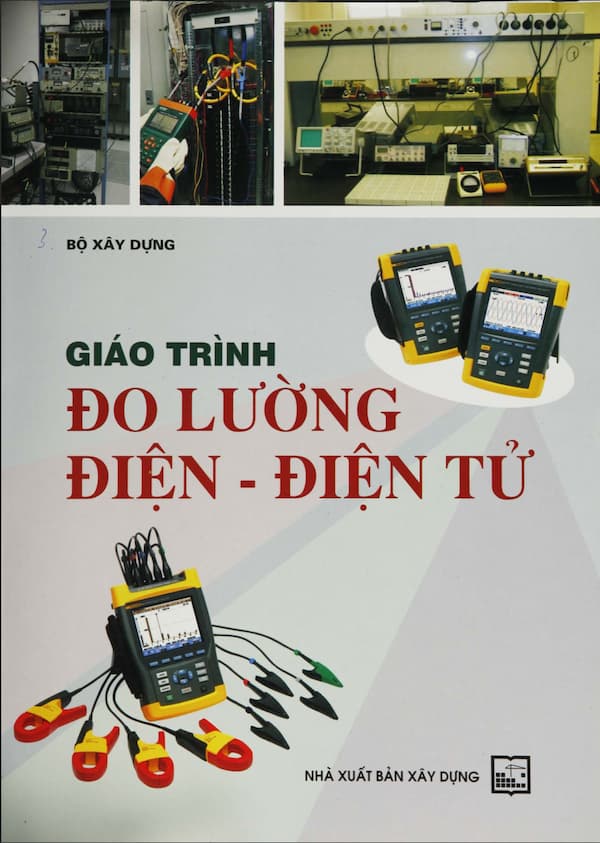 3.
BỘ XÂY DỰNG
GIÁO TRÌNH
ĐO LƯỜNG
ĐIỆN - ĐIỆN TỬ
NHÀ XUẤT BẢN XÂY DỰNG